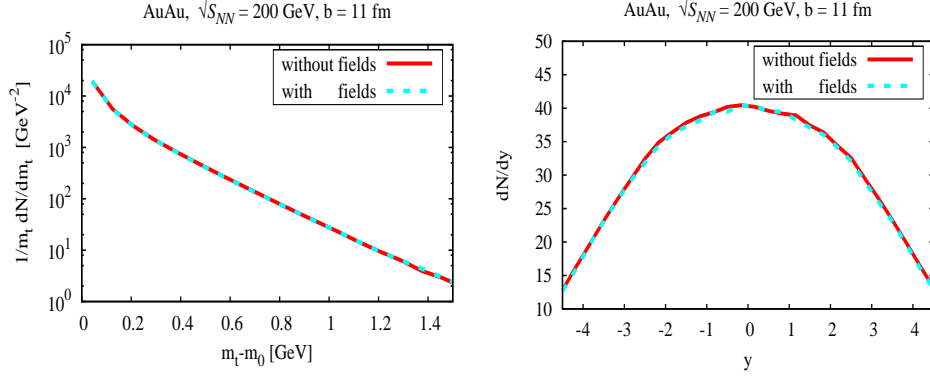 AuAu, √S_NN = 200 GeV, b = 11 fm
10^5
10^4
10^3
10^2
10^1
10^0
1/m_t dN/dm_t [GeV^-2]
without fields
with fields
0 0.2 0.4 0.6 0.8 1 1.2 1.4
m_t-m_0 [GeV]
AuAu, √S_NN = 200 GeV, b = 11 fm
50
45
40
35
30
25
20
15
10
dN/dy
without fields
with fields
-4 -3 -2 -1 0 1 2 3 4
y